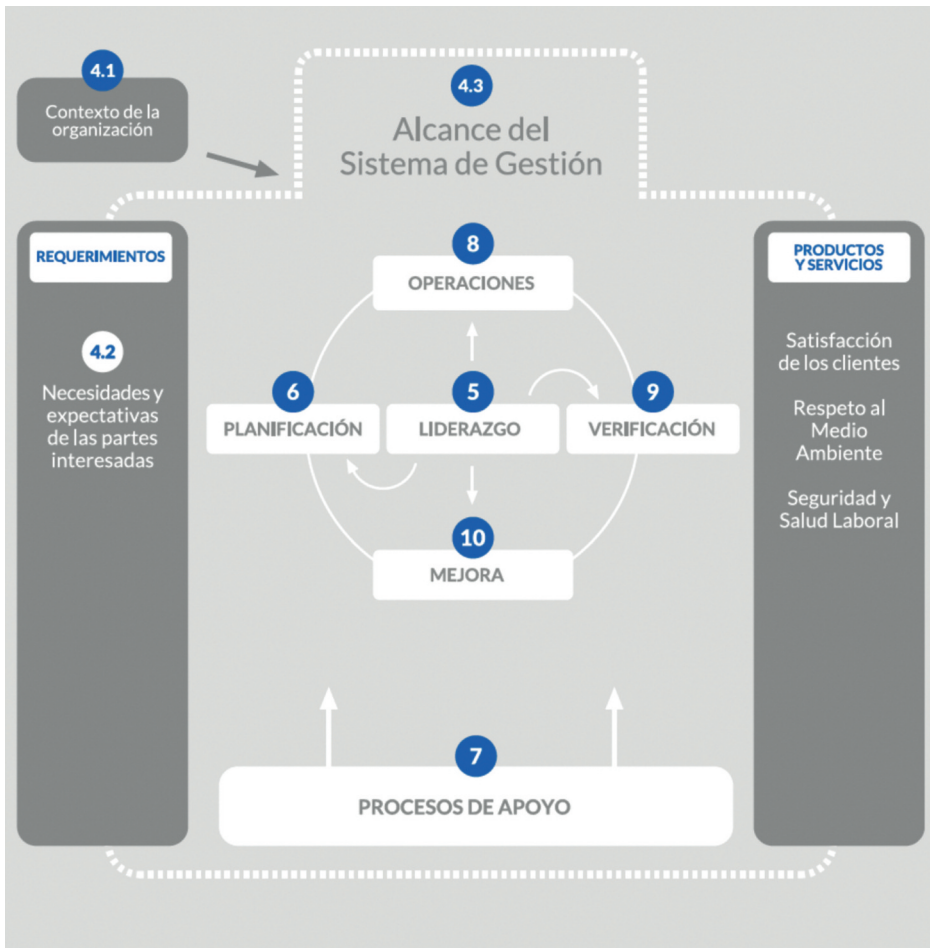 4.1
Contexto de la
organización
4.3
Alcance del
Sistema de Gestión
REQUERIMIENTOS
4.2
Necesidades y
expectativas
de las partes
interesadas
8
OPERACIONES
6
PLANIFICACIÓN
5
LIDERAZGO
9
VERIFICACIÓN
10
MEJORA
7
PROCESOS DE APOYO
PRODUCTOS
Y SERVICIOS
Satisfacción
de los clientes
Respeto al
Medio
Ambiente
Seguridad y
Salud Laboral